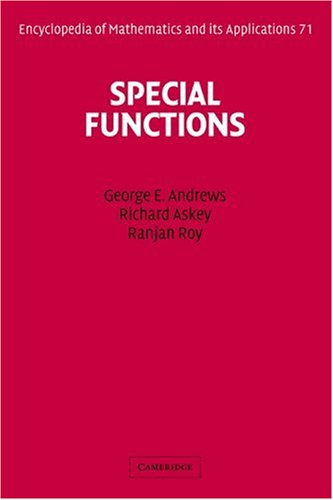 Encyclopedia of Mathematics and its Applications 71
SPECIAL
FUNCTIONS
George E. Andrews
Richard Askey
Ranjan Roy
CAMBRIDGE